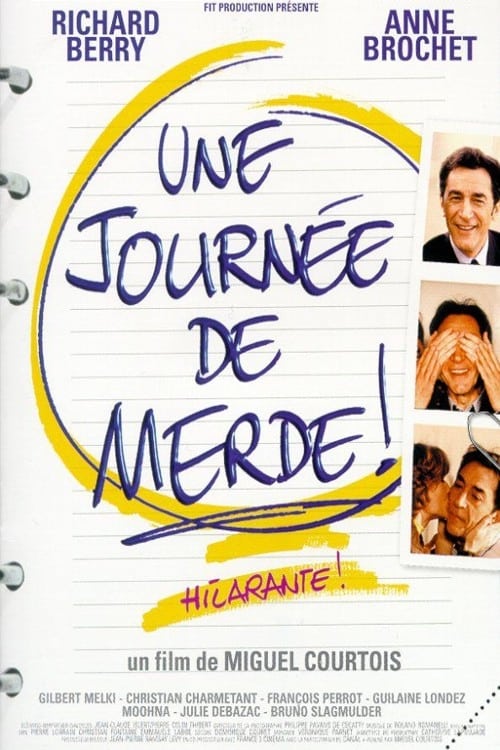 FIT PRODUCTION PRÉSENTE
RICHARD BERRY
ANNE BROCHET
UNE
JOURNÉE
DE
MERDE!
HILARANTE!
un film de MIGUEL COURTOIS
GILBERT MELKI - CHRISTIAN CHARMETANT - FRANÇOIS PERROT - GUILAINE LONDEZ
MOOHNA - JULIE DEBAZAC - BRUNO SLAGMULDER